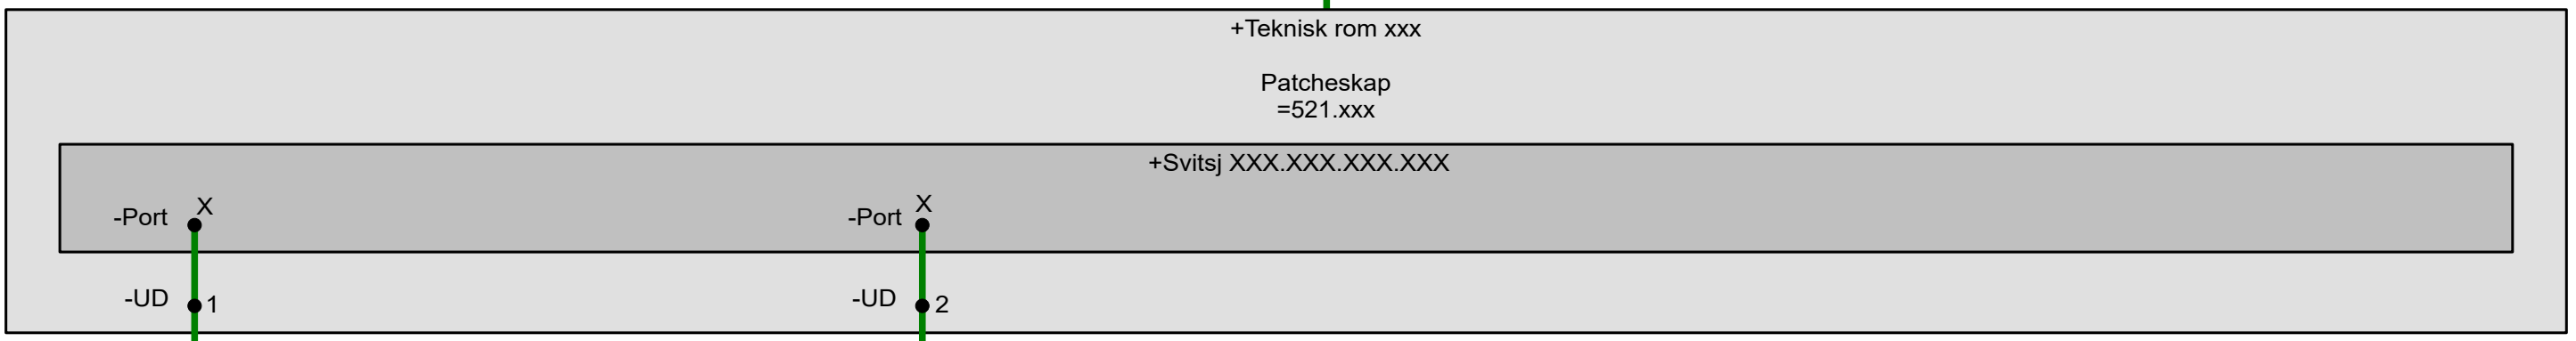 +Teknisk rom xxx
Patcheskap
=521.xxx
+Svitsj XXX.XXX.XXX.XXX
-Port X
-Port X
-UD 1
-UD 2